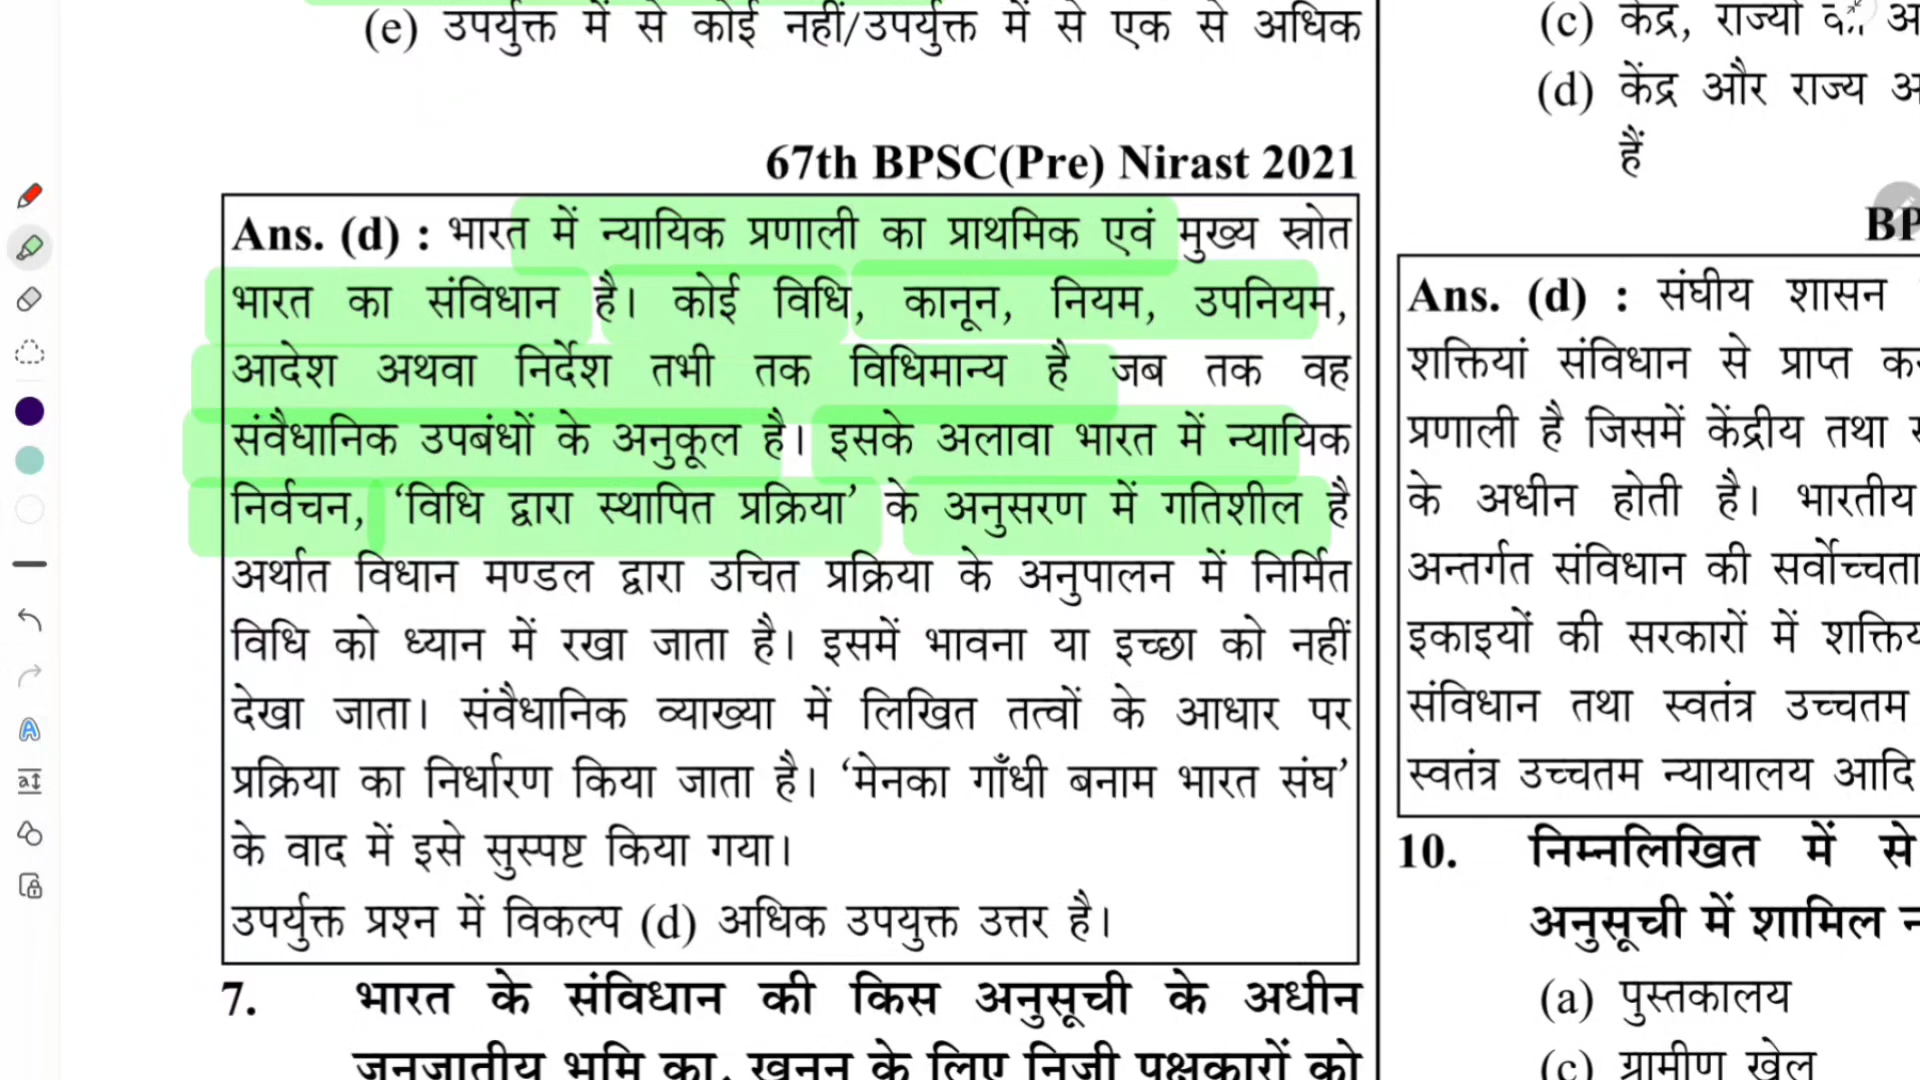 (e) उपर्युक्त में से कोई नहीं/उपर्युक्त में से एक से अधिक
67th BPSC(Pre) Nirast 2021
Ans. (d) : भारत में न्यायिक प्रणाली का प्राथमिक एवं मुख्य स्रोत
भारत का संविधान है। कोई विधि, कानून, नियम, उपनियम,
आदेश अथवा निर्देश तभी तक विधिमान्य है जब तक वह
संवैधानिक उपबंधों के अनुकूल है। इसके अलावा भारत में न्यायिक
निर्वचन, ‘विधि द्वारा स्थापित प्रक्रिया’ के अनुसरण में गतिशील है
अर्थात विधान मण्डल द्वारा उचित प्रक्रिया के अनुपालन में निर्मित
विधि को ध्यान में रखा जाता है। इसमें भावना या इच्छा को नहीं
देखा जाता। संवैधानिक व्याख्या में लिखित तत्वों के आधार पर
प्रक्रिया का निर्धारण किया जाता है। ‘मेनका गाँधी बनाम भारत संघ’
के वाद में इसे सुस्पष्ट किया गया।
उपर्युक्त प्रश्न में विकल्प (d) अधिक उपयुक्त उत्तर है।
7. भारत के संविधान की किस अनुसूची के अधीन
जनजातीय भूमि का, खनन के लिए निजी पक्षकारों को
(c) केंद्र, राज्यों
(d) केंद्र और राज्य
हैं
BP
Ans. (d) : संघीय शासन
शक्तियां संविधान से प्राप्त
प्रणाली है जिसमें केंद्रीय तथा
के अधीन होती है। भारतीय
अन्तर्गत संविधान की सर्वोच्चता
इकाइयों की सरकारों में
संविधान तथा स्वतंत्र उच्चतम
स्वतंत्र उच्चतम न्यायालय आदि
10. निम्नलिखित में से
अनुसूची में शामिल
(a) पुस्तकालय
(c) ग्रामीण खेल